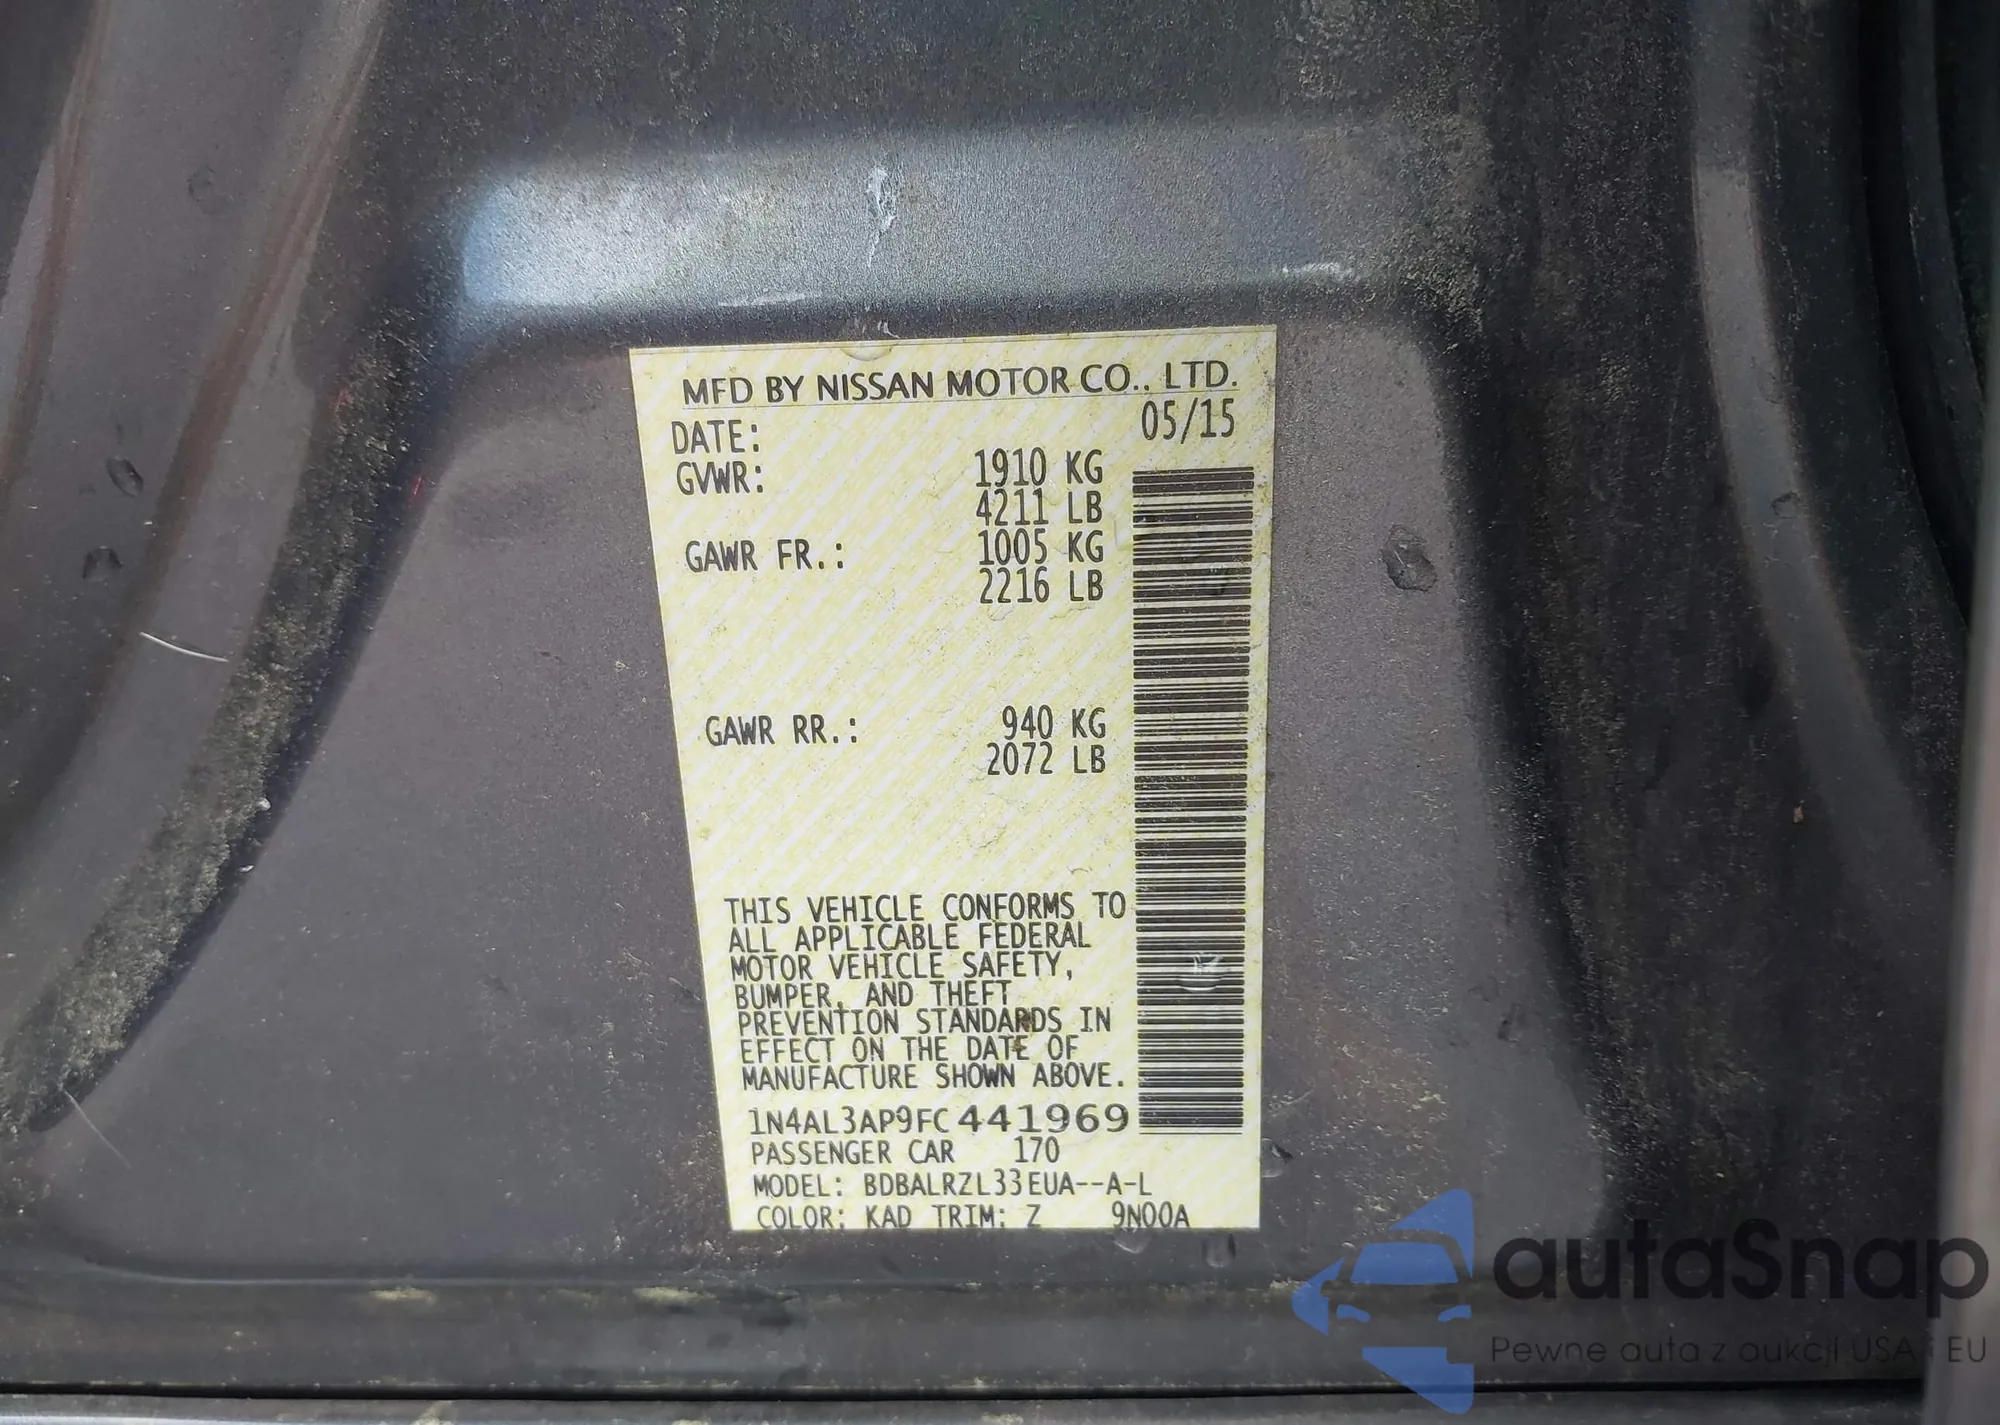 MFD BY NISSAN MOTOR CO., LTD.
DATE: 05/15
GVWR: 1910 KG
4211 LB
GAWR FR.: 1005 KG
2216 LB
GAWR RR.: 940 KG
2072 LB
THIS VEHICLE CONFORMS TO
ALL APPLICABLE FEDERAL
MOTOR VEHICLE SAFETY,
BUMPER, AND THEFT
PREVENTION STANDARDS IN
EFFECT ON THE DATE OF
MANUFACTURE SHOWN ABOVE.
1N4AL3AP9FC441969
PASSENGER CAR 170
MODEL: BDBALRZL33EUA--A-L
COLOR: KAD TRIM: Z 9N00A
autaSnap
Pewne auta z aukcji USA i EU